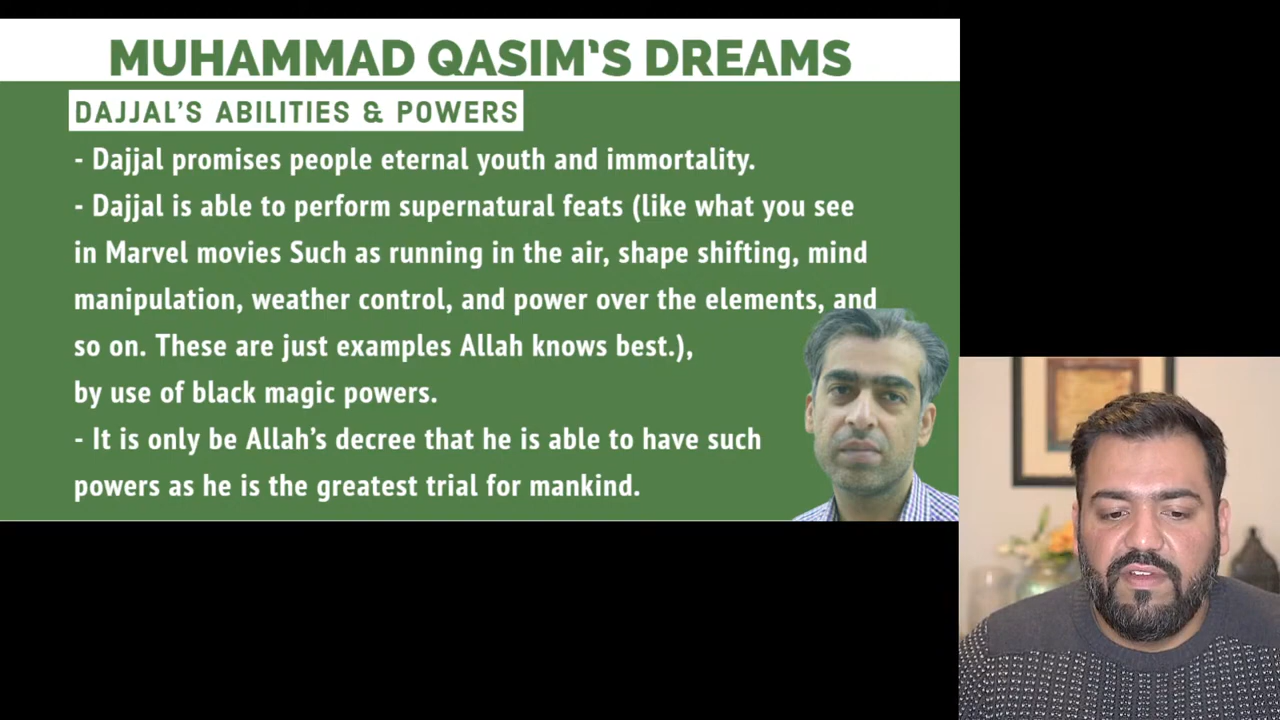 MUHAMMAD QASIM'S DREAMS
DAJJAL'S ABILITIES & POWERS
- Dajjal promises people eternal youth and immortality.
- Dajjal is able to perform supernatural feats (like what you see
in Marvel movies Such as running in the air, shape shifting, mind
manipulation, weather control, and power over the elements, and
so on. These are just examples Allah knows best.),
by use of black magic powers.
- It is only be Allah's decree that he is able to have such
powers as he is the greatest trial for mankind.